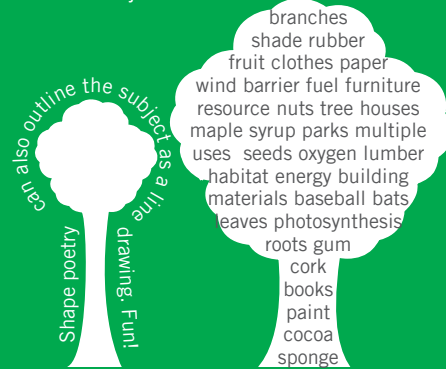 Shape poetry
can also outline the subject as a line
drawing. Fun!
branches
shade rubber
fruit clothes paper
wind barrier fuel furniture
resource nuts tree houses
maple syrup parks multiple
uses seeds oxygen lumber
habitat energy building
materials baseball bats
leaves photosynthesis
roots gum
cork
books
paint
cocoa
sponge